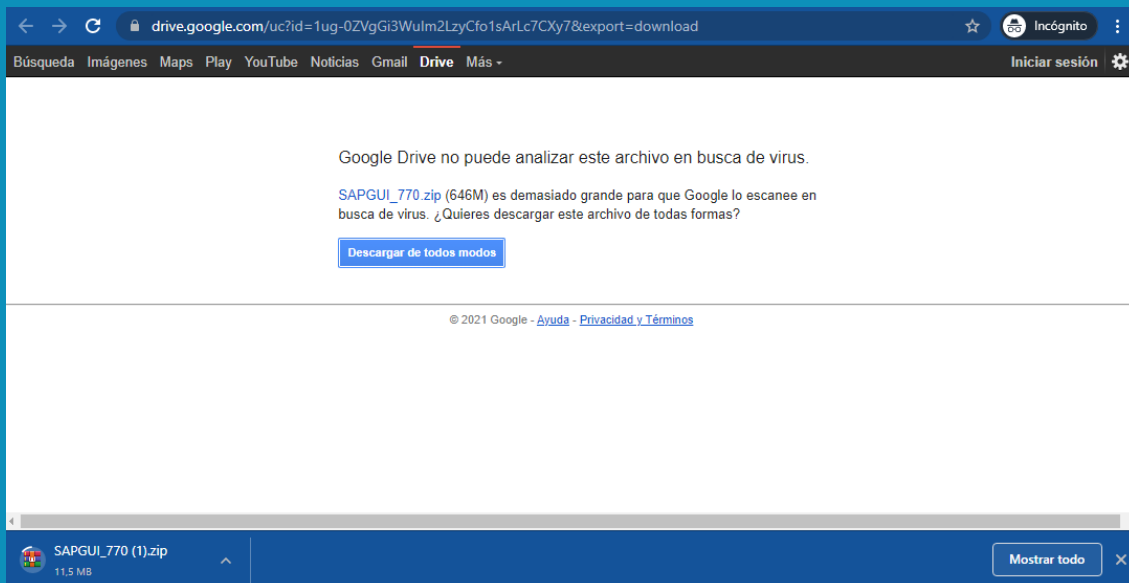 drive.google.com/uc?id=1ug-0ZVgGi3WuIm2LzyCfo1sArLc7CXy7&export=download
Incógnito
Búsqueda Imágenes Maps Play YouTube Noticias Gmail Drive Más
Iniciar sesión
Google Drive no puede analizar este archivo en busca de virus.
SAPGUI_770.zip (646M) es demasiado grande para que Google lo escanee en
busca de virus. ¿Quieres descargar este archivo de todas formas?
Descargar de todos modos
© 2021 Google - Ayuda - Privacidad y Términos
SAPGUI_770 (1).zip
11,5 MB
Mostrar todo